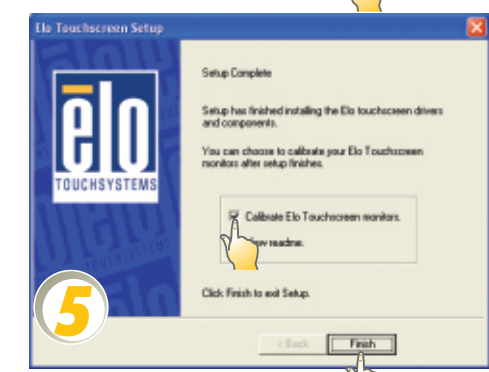 Elo Touchscreen Setup
elo
TOUCHSYSTEMS
Setup Complete
Setup has finished installing the Elo touchscreen drivers
and components.
You can choose to calibrate your Elo Touchscreen
monitors after setup finishes.
Calibrate Elo Touchscreen monitors.
readme.
Click Finish to exit Setup.
5
< Back
Finish